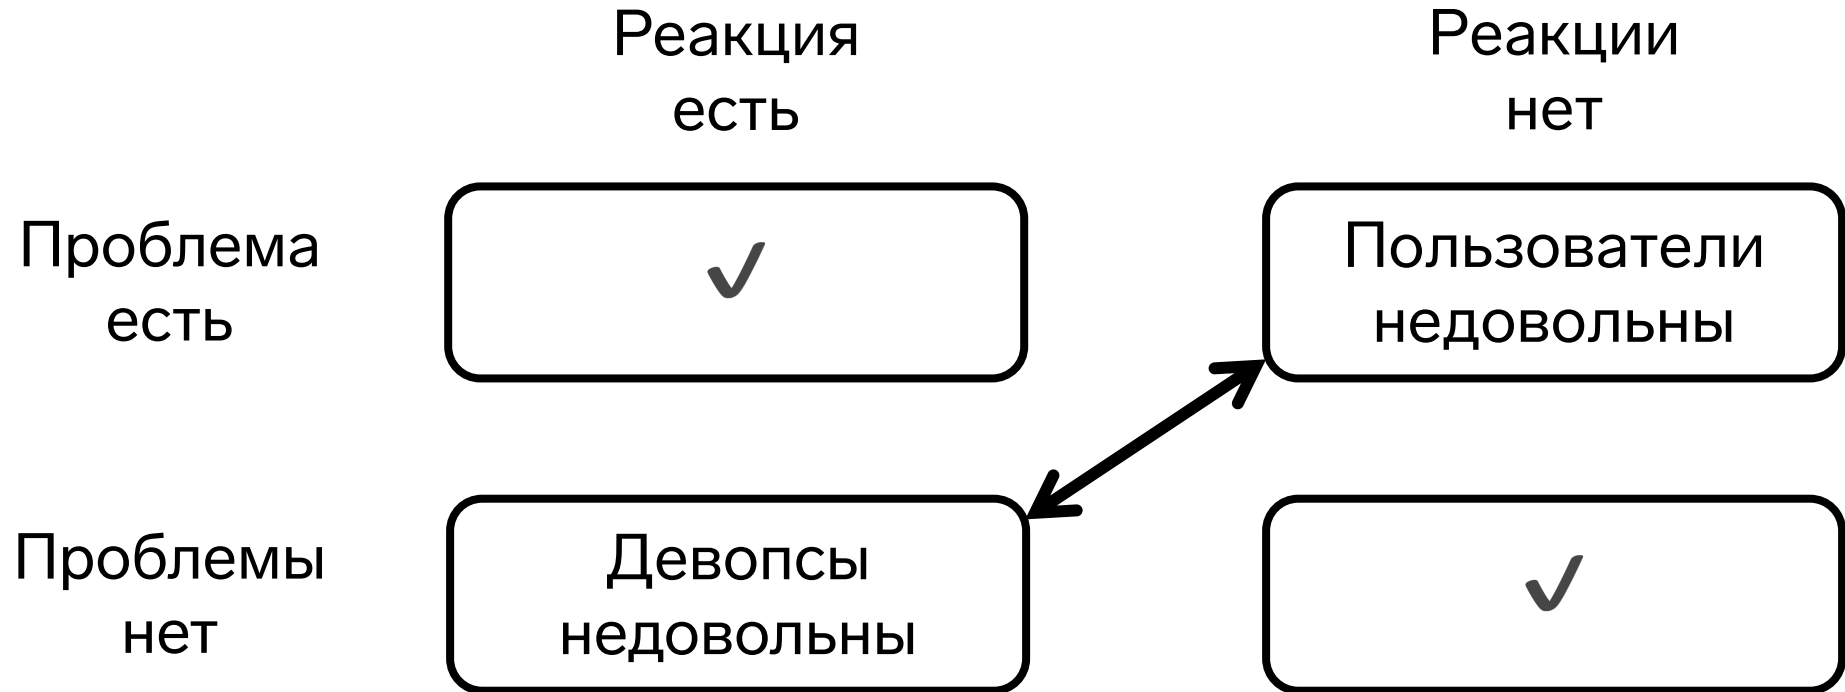 Реакция
есть
Реакции
нет
Проблема
есть
✓
Пользователи
недовольны
Проблемы
нет
Девопсы
недовольны
✓